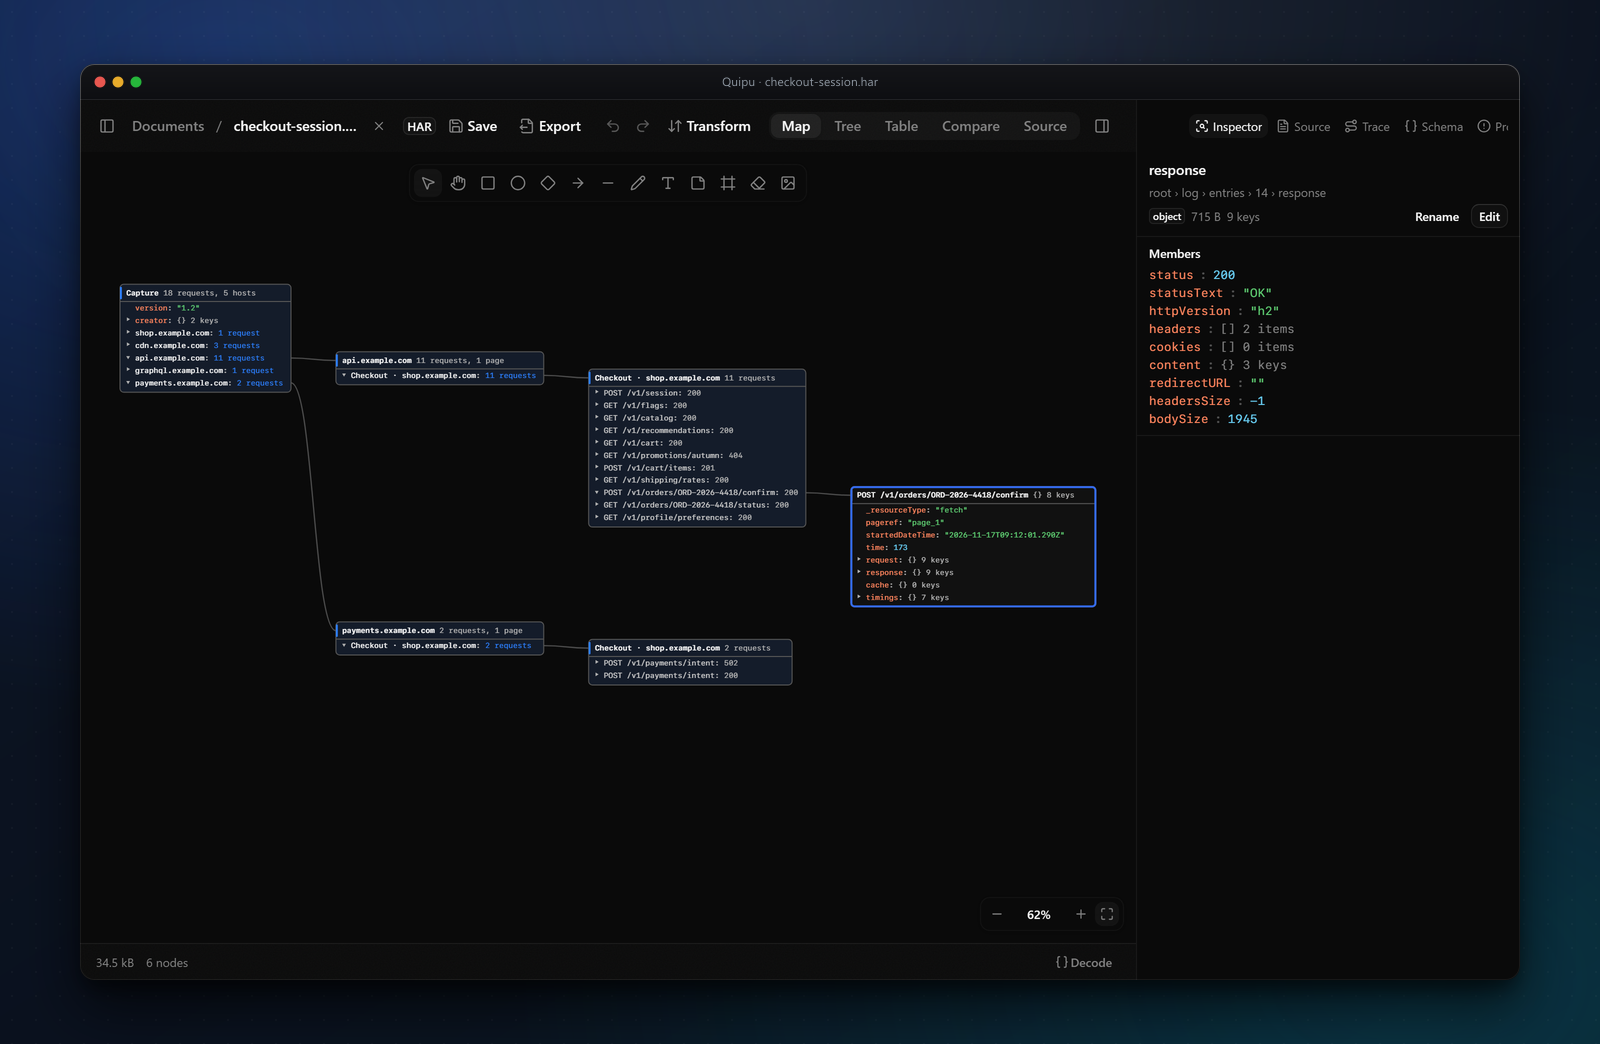 Quipu · checkout-session.har
Documents / checkout-session.... HAR Save Export Transform Map Tree Table Compare Source
Inspector Source Trace {} Schema
response
root › log › entries › 14 › response
object 715 B 9 keys Rename Edit
Members
status : 200
statusText : "OK"
httpVersion : "h2"
headers : [] 2 items
cookies : [] 0 items
content : {} 3 keys
redirectURL : ""
headersSize : −1
bodySize : 1945
Capture 18 requests, 5 hosts
version: "1.2"
creator: {} 2 keys
shop.example.com: 1 request
cdn.example.com: 3 requests
api.example.com: 11 requests
graphql.example.com: 1 request
payments.example.com: 2 requests
api.example.com 11 requests, 1 page
Checkout · shop.example.com: 11 requests
Checkout · shop.example.com 11 requests
POST /v1/session: 200
GET /v1/flags: 200
GET /v1/catalog: 200
GET /v1/recommendations: 200
GET /v1/cart: 200
GET /v1/promotions/autumn: 404
POST /v1/cart/items: 201
GET /v1/shipping/rates: 200
POST /v1/orders/ORD-2026-4418/confirm: 200
GET /v1/orders/ORD-2026-4418/status: 200
GET /v1/profile/preferences: 200
POST /v1/orders/ORD-2026-4418/confirm {} 8 keys
_resourceType: "fetch"
pageref: "page_1"
startedDateTime: "2026-11-17T09:12:01.290Z"
time: 173
request: {} 9 keys
response: {} 9 keys
cache: {} 0 keys
timings: {} 7 keys
payments.example.com 2 requests, 1 page
Checkout · shop.example.com: 2 requests
Checkout · shop.example.com 2 requests
POST /v1/payments/intent: 502
POST /v1/payments/intent: 200
62%
34.5 kB 6 nodes
{} Decode